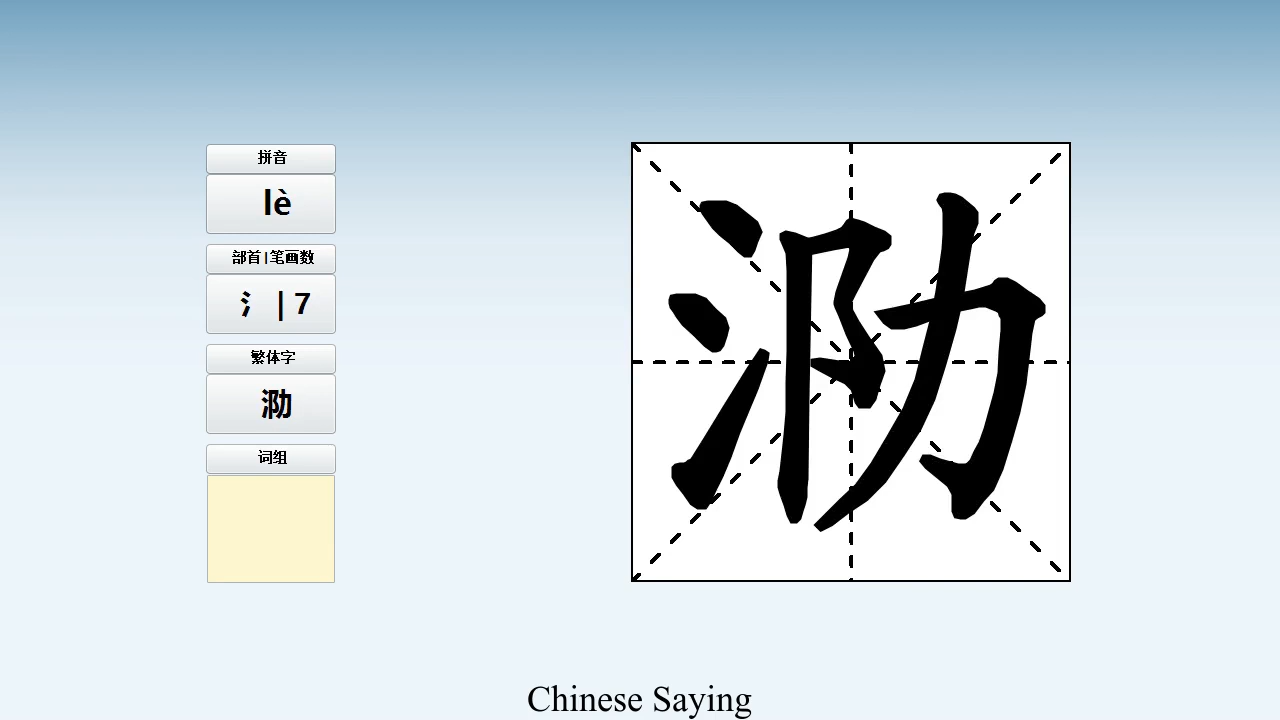 拼音
lè
部首|笔画数
氵 | 7
繁体字
泐
词组
泐
Chinese Saying